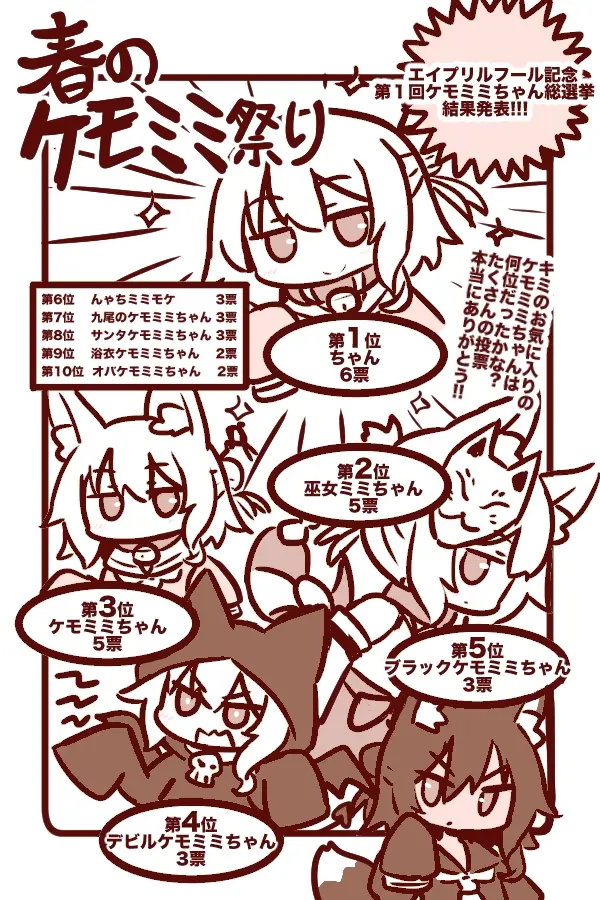 春の
ケモミミ祭り
エイプリルフール記念
第1回ケモミミちゃん総選挙
結果発表!!!
キミのお気に入りの
ケモミミちゃんは
何位だったかな?
たくさんの投票
本当にありがとう!!
第1位
ちゃん
6票
第6位 んゃちミミモケ 3票
第7位 九尾のケモミミちゃん 3票
第8位 サンタケモミミちゃん 3票
第9位 浴衣ケモミミちゃん 2票
第10位 オバケモミミちゃん 2票
第2位
巫女ミミちゃん
5票
第3位
ケモミミちゃん
5票
第5位
ブラックケモミミちゃん
3票
第4位
デビルケモミミちゃん
3票